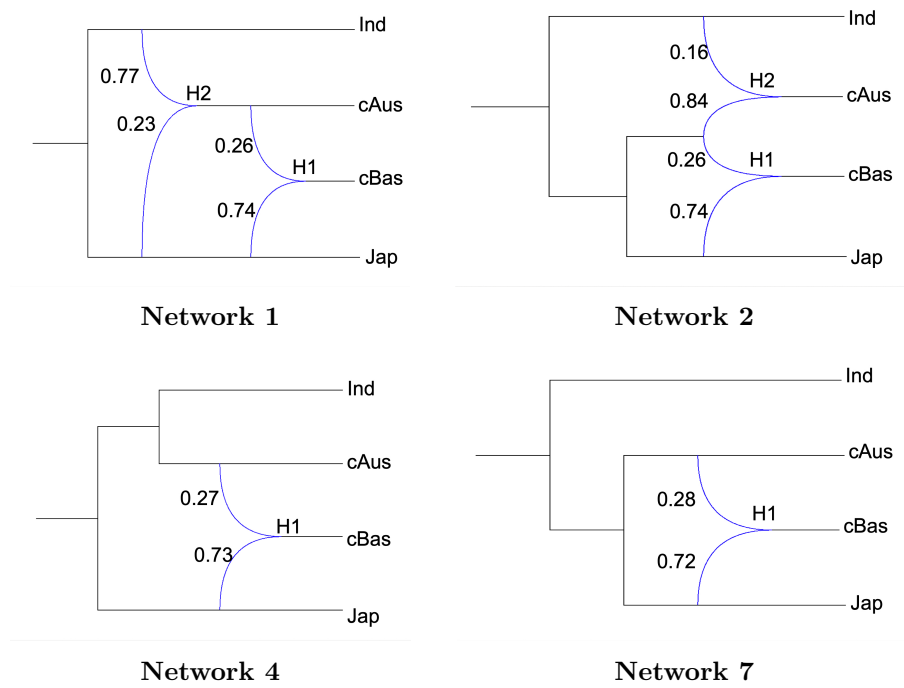 Ind
0.77
H2
cAus
0.23
0.26
H1
cBas
0.74
Jap
Network 1
Ind
0.16
H2
cAus
0.84
0.26
H1
cBas
0.74
Jap
Network 2
Ind
cAus
0.27
H1
cBas
0.73
Jap
Network 4
Ind
cAus
0.28
H1
cBas
0.72
Jap
Network 7